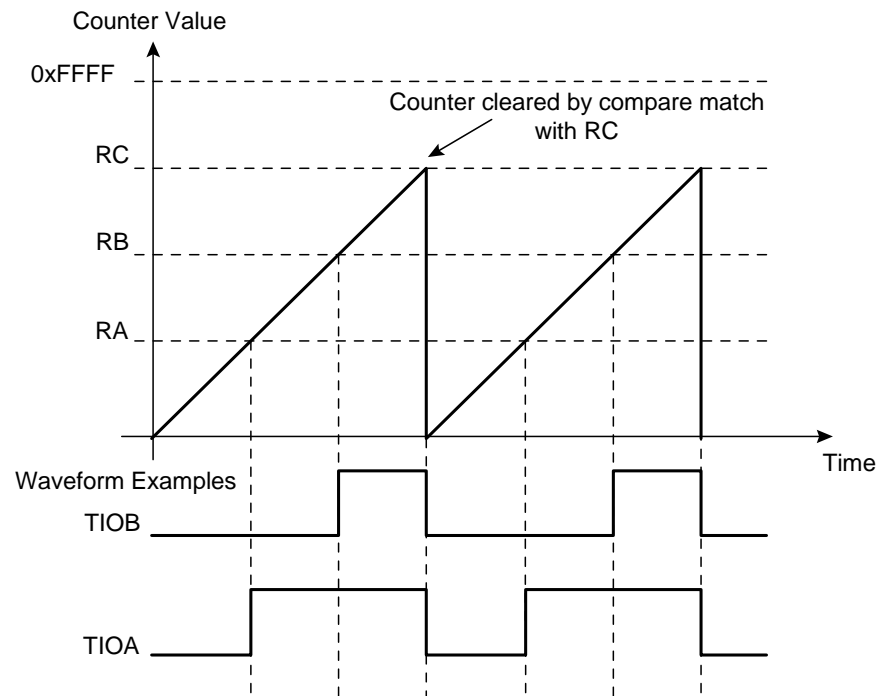 Counter Value
0xFFFF
Counter cleared by compare match
with RC
RC
RB
RA
Time
Waveform Examples
TIOB
TIOA